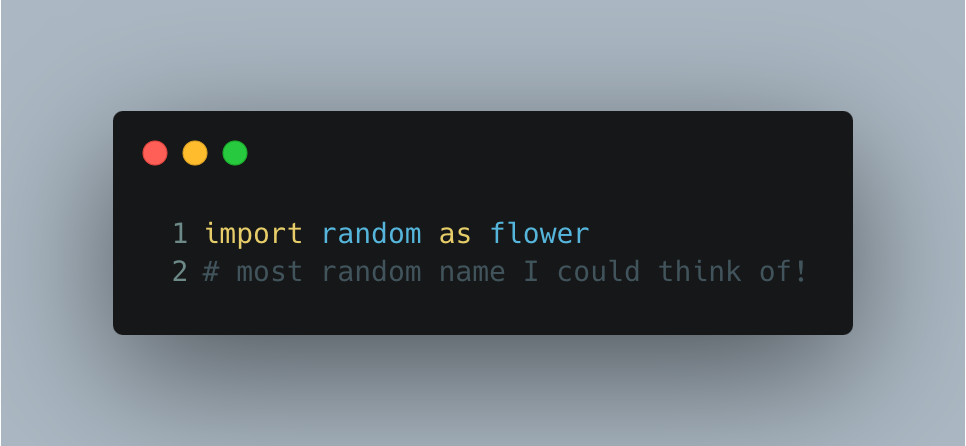 1 import random as flower
2 # most random name I could think of!